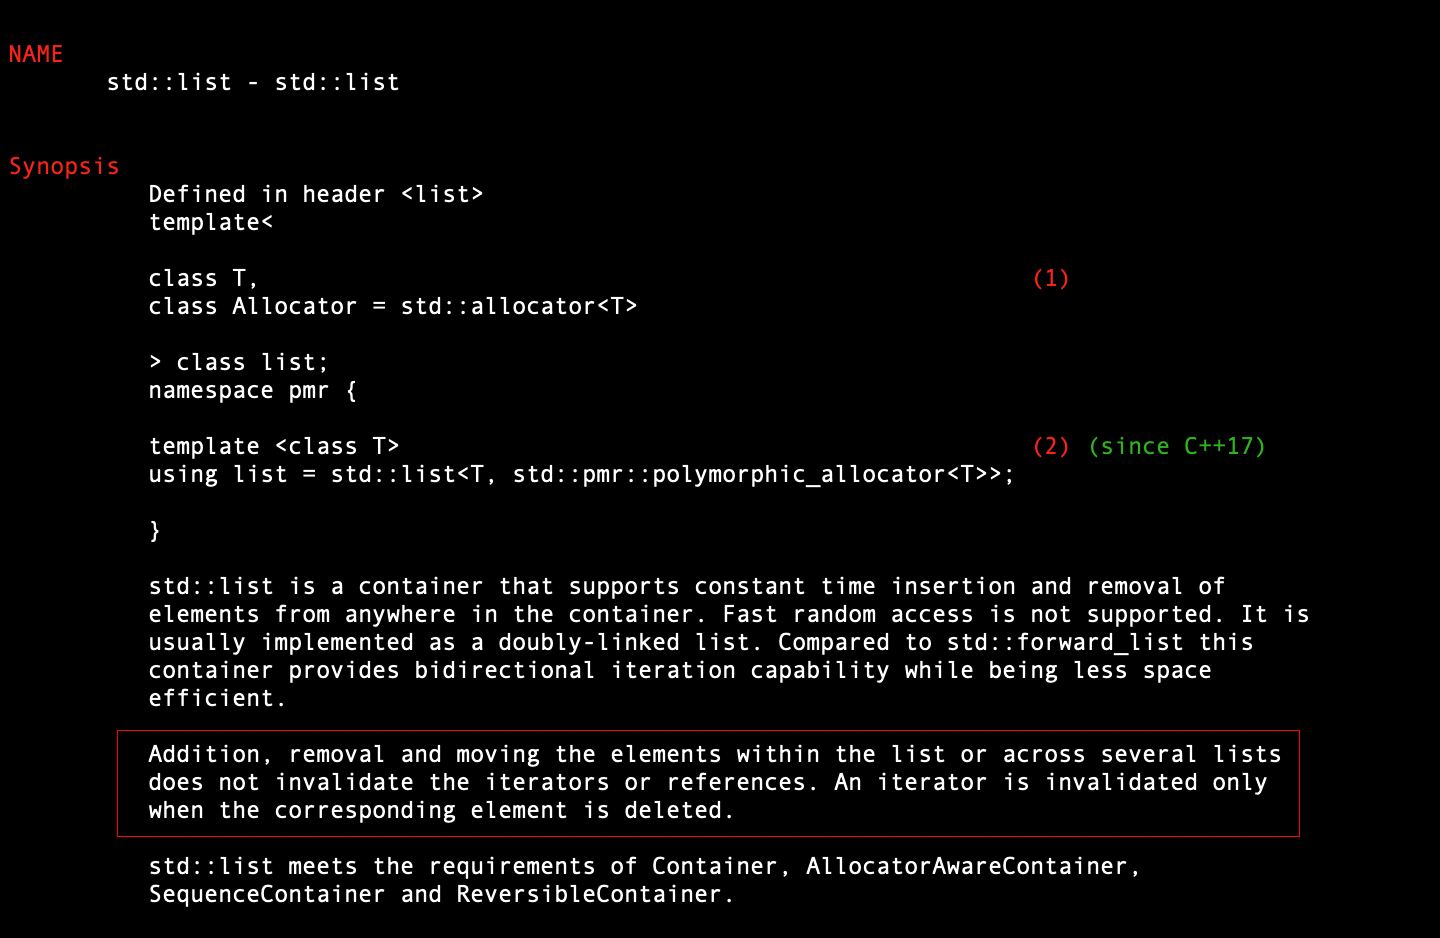 NAME
std::list - std::list
Synopsis
Defined in header <list>
template<
class T, (1)
class Allocator = std::allocator<T>
> class list;
namespace pmr {
template <class T> (2) (since C++17)
using list = std::list<T, std::pmr::polymorphic_allocator<T>>;
}
std::list is a container that supports constant time insertion and removal of
elements from anywhere in the container. Fast random access is not supported. It is
usually implemented as a doubly-linked list. Compared to std::forward_list this
container provides bidirectional iteration capability while being less space
efficient.
Addition, removal and moving the elements within the list or across several lists
does not invalidate the iterators or references. An iterator is invalidated only
when the corresponding element is deleted.
std::list meets the requirements of Container, AllocatorAwareContainer,
SequenceContainer and ReversibleContainer.